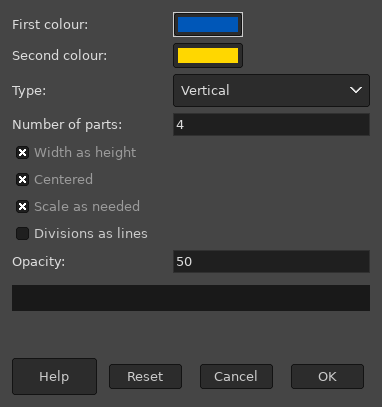 First colour:
Second colour:
Type: Vertical
Number of parts: 4
Width as height
Centered
Scale as needed
Divisions as lines
Opacity: 50
Help Reset Cancel OK